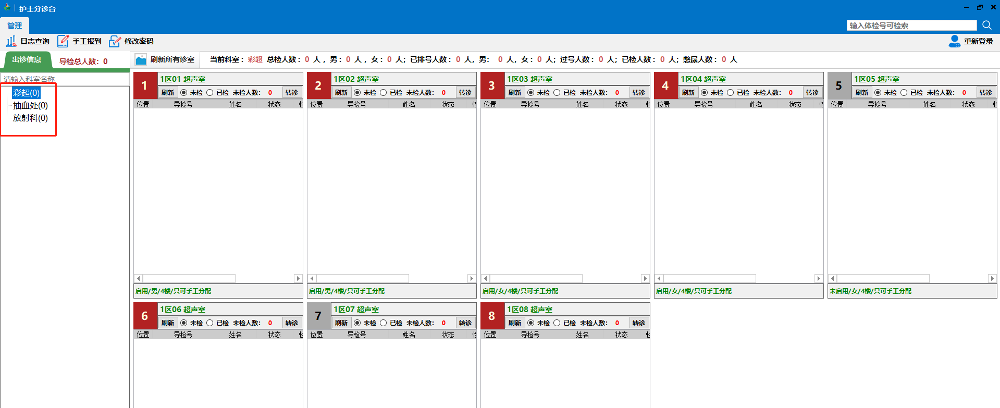 护士分诊台
管理
输入体检号可检索
日志查询 手工报到 修改密码 重新登录
出诊信息 导检总人数：0
刷新所有诊室 当前科室：彩超 总检人数：0 人，男：0 人，女：0 人；已排号人数：0 人，男： 0 人，女：0 人；过号人数：0 人；已检人数：0 人；憋尿人数：0 人
请输入科室名称
彩超(0)
抽血处(0)
放射科(0)
1 1区01 超声室
刷新 未检 已检 未检人数： 0 转诊
位置 导检号 姓名 状态
启用/男/4楼/只可手工分配
2 1区02 超声室
刷新 未检 已检 未检人数： 0 转诊
位置 导检号 姓名 状态
启用/男/4楼/只可手工分配
3 1区03 超声室
刷新 未检 已检 未检人数： 0 转诊
位置 导检号 姓名 状态
启用/女/4楼/只可手工分配
4 1区04 超声室
刷新 未检 已检 未检人数： 0 转诊
位置 导检号 姓名 状态
启用/女/4楼/只可手工分配
5 1区05 超声室
刷新 未检 已检 未检人数： 0 转诊
位置 导检号 姓名 状态
未启用/女/4楼/只可手工分配
6 1区06 超声室
刷新 未检 已检 未检人数： 0 转诊
位置 导检号 姓名 状态
7 1区07 超声室
刷新 未检 已检 未检人数： 0 转诊
位置 导检号 姓名 状态
8 1区08 超声室
刷新 未检 已检 未检人数： 0 转诊
位置 导检号 姓名 状态